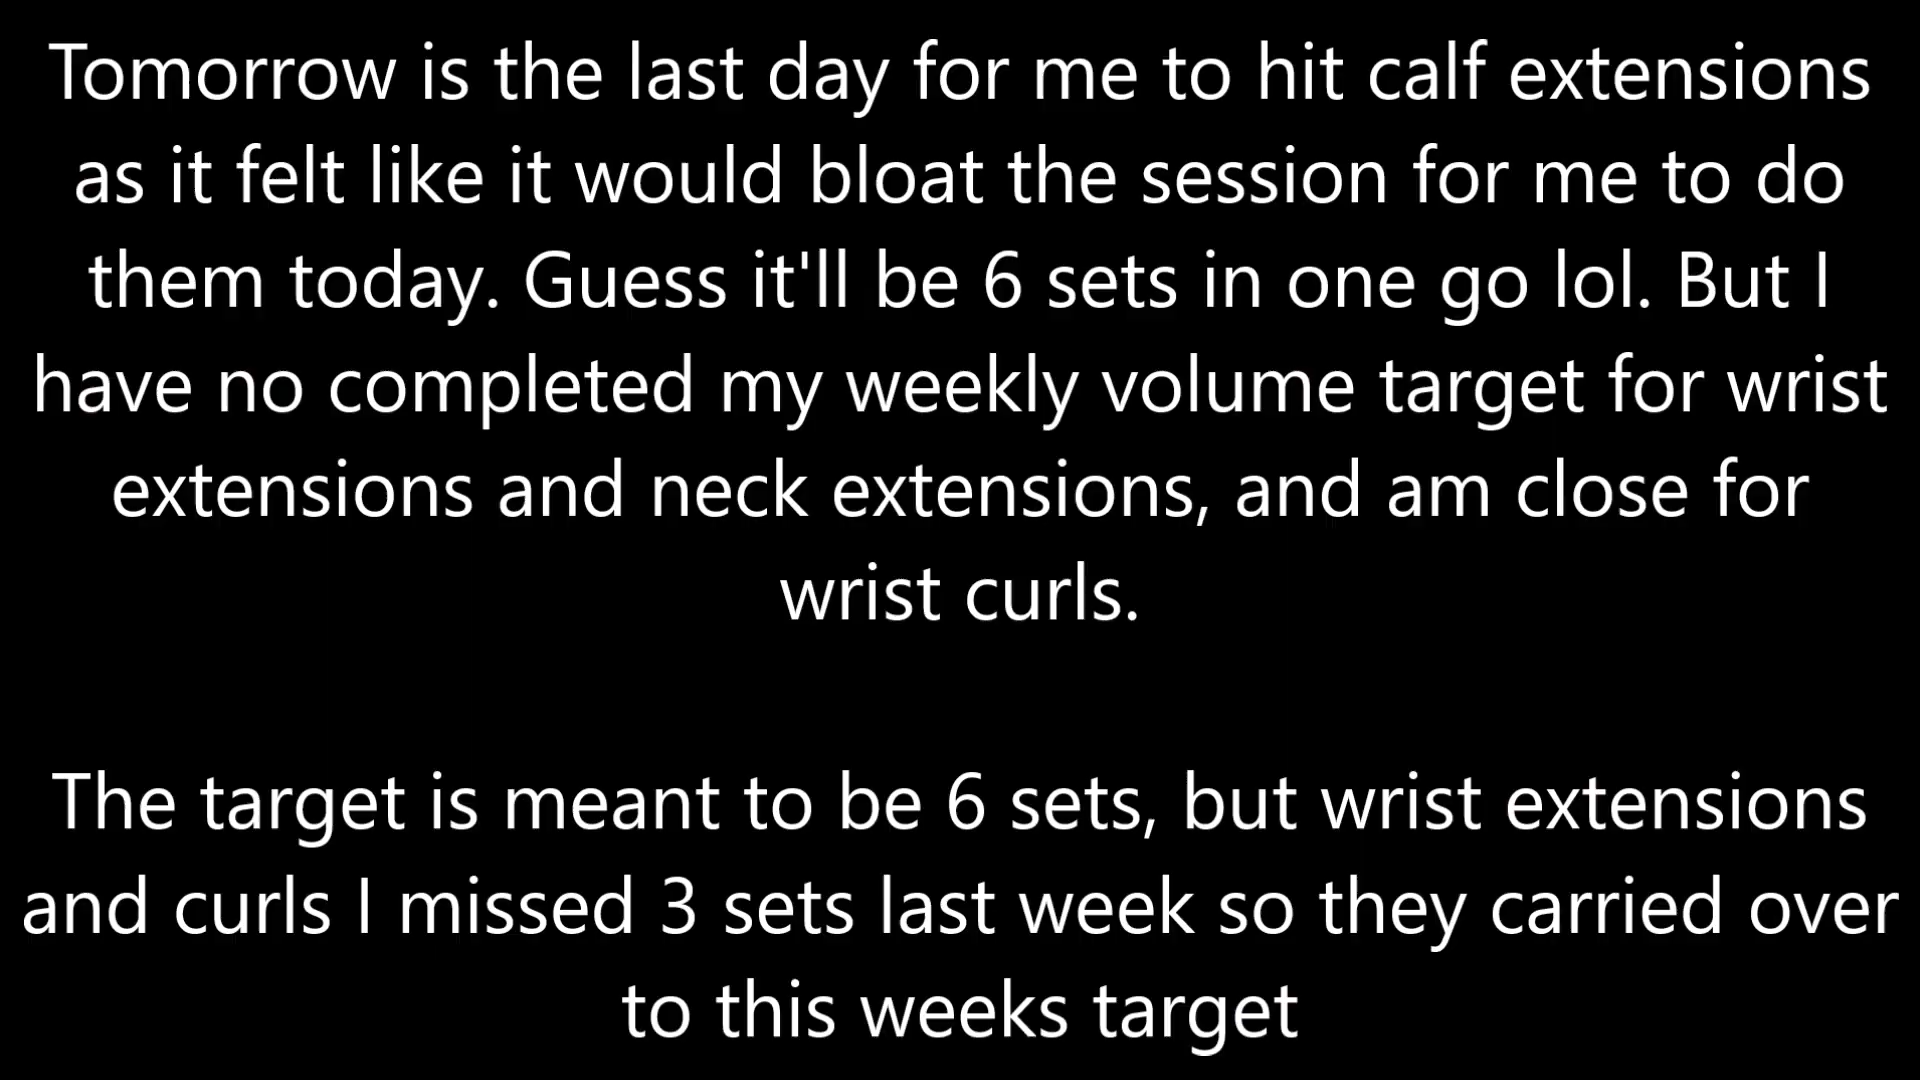 Tomorrow is the last day for me to hit calf extensions
as it felt like it would bloat the session for me to do
them today. Guess it'll be 6 sets in one go lol. But I
have no completed my weekly volume target for wrist
extensions and neck extensions, and am close for
wrist curls.
The target is meant to be 6 sets, but wrist extensions
and curls I missed 3 sets last week so they carried over
to this weeks target